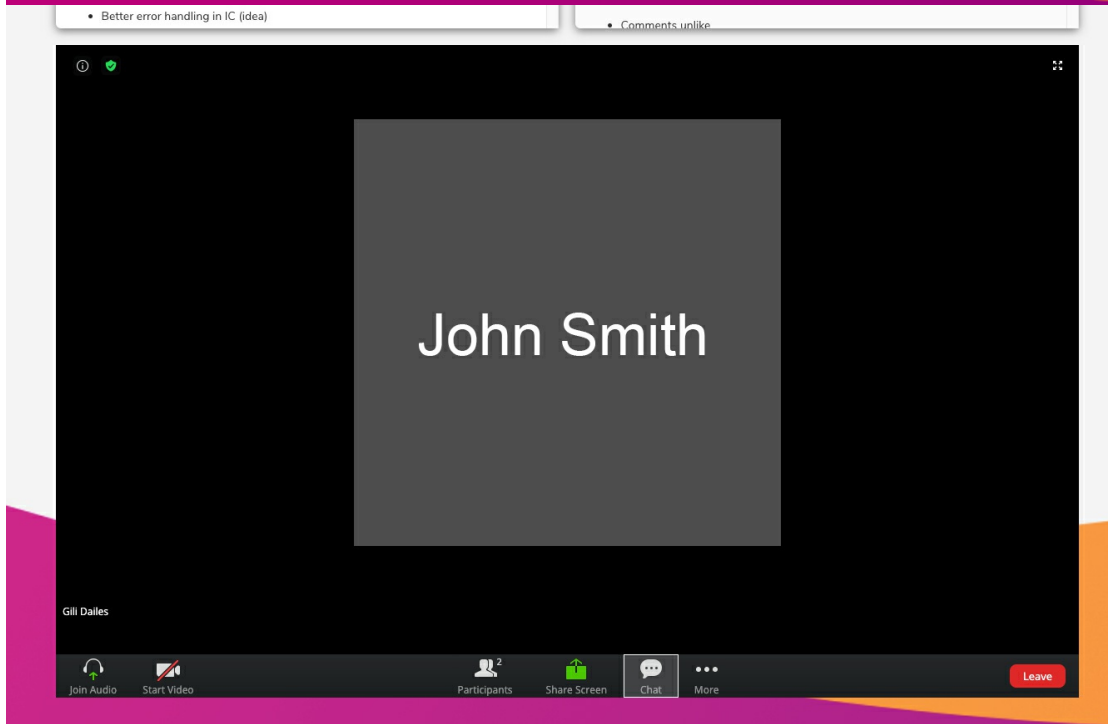 Better error handling in IC (idea)
Comments unlike
John Smith
Gili Dailes
Join Audio
Start Video
2
Participants
Share Screen
Chat
More
Leave